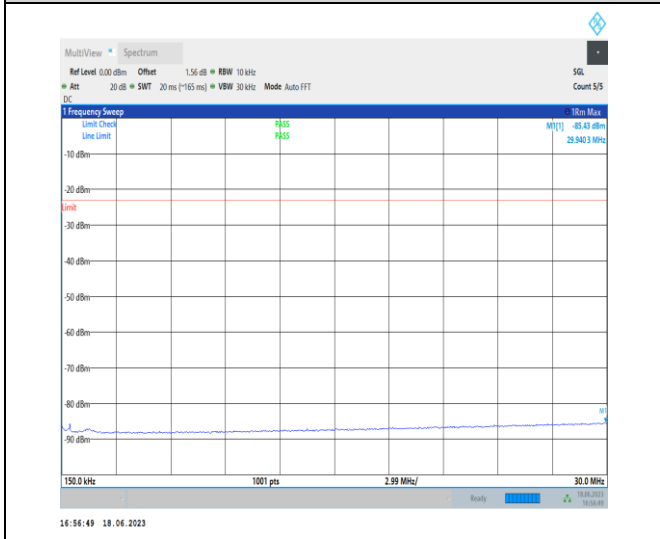 MultiView Spectrum
Ref Level 0.00 dBm Offset 1.56 dB RBW 10 kHz SGL
Att 20 dB SWT 20 ms (~165 ms) VBW 30 kHz Mode Auto FFT Count 5/5
DC
1 Frequency Sweep 1Rm Max
Limit Check PASS M1[1] -85.43 dBm
Line Limit PASS 29.9403 MHz
-10 dBm
-20 dBm
Limit
-30 dBm
-40 dBm
-50 dBm
-60 dBm
-70 dBm
-80 dBm
M1
-90 dBm
150.0 kHz 1001 pts 2.99 MHz/ 30.0 MHz
Ready 18.06.2023
16:56:49
16:56:49 18.06.2023